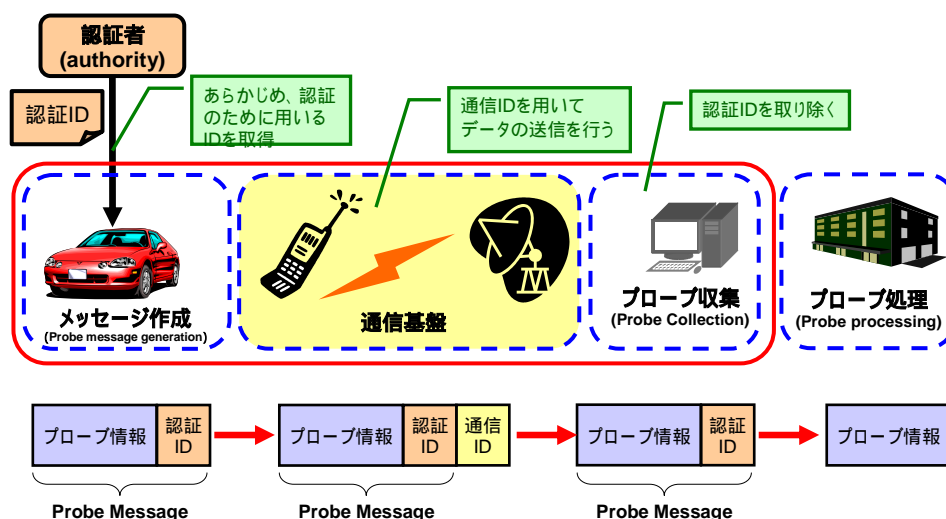 認証者
(authority)
認証ID
あらかじめ、認証
のために用いる
IDを取得
通信IDを用いて
データの送信を行う
認証IDを取り除く
メッセージ作成
(Probe message generation)
通信基盤
プローブ収集
(Probe Collection)
プローブ処理
(Probe processing)
プローブ情報
認証
ID
プローブ情報
認証
ID
通信
ID
プローブ情報
認証
ID
プローブ情報
Probe Message
Probe Message
Probe Message